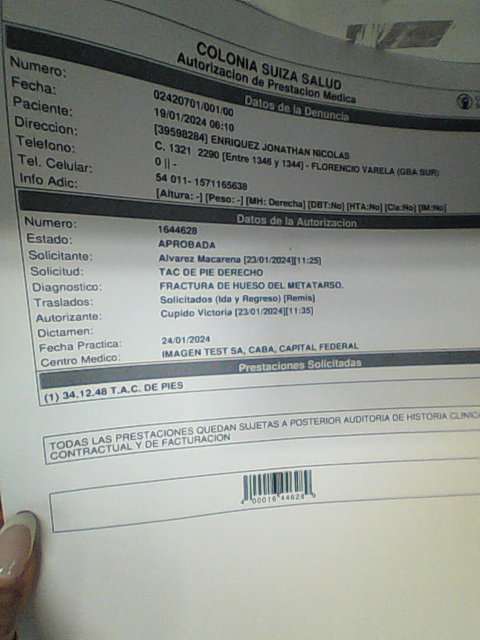 COLONIA SUIZA SALUD
Autorizacion de Prestacion Medica
Datos de la Denuncia
Numero: 02420701/001/00
Fecha: 19/01/2024 06:10
Paciente: [39598284] ENRIQUEZ JONATHAN NICOLAS
Direccion: C. 1321 2290 (Entre 1346 y 1344) - FLORENCIO VARELA (GBA SUR)
Telefono: 0 || -
Tel. Celular: 54 011- 1571165638
Info Adic: [Altura: -] [Peso: -] [MH: Derecha] [DBT:No] [HTA:No] [Cia:No] [IM:No]
Datos de la Autorizacion
Numero: 1644628
Estado: APROBADA
Solicitante: Alvarez Macarena [23/01/2024][11:25]
Solicitud: TAC DE PIE DERECHO
Diagnostico: FRACTURA DE HUESO DEL METATARSO.
Traslados: Solicitados (Ida y Regreso) [Remis]
Autorizante: Cupido Victoria [23/01/2024][11:35]
Dictamen:
Fecha Practica: 24/01/2024
Centro Medico: IMAGEN TEST SA, CABA, CAPITAL FEDERAL
Prestaciones Solicitadas
(1) 34.12.48 T.A.C. DE PIES
TODAS LAS PRESTACIONES QUEDAN SUJETAS A POSTERIOR AUDITORIA DE HISTORIA CLINICA
CONTRACTUAL Y DE FACTURACION